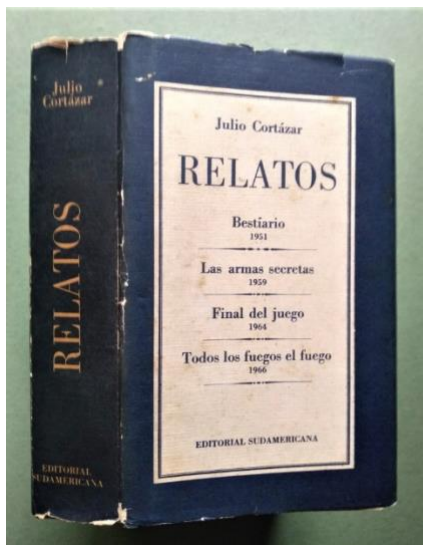 Julio
Cortázar
RELATOS
EDITORIAL
SUDAMERICANA
Julio Cortázar
RELATOS
Bestiario
1951
Las armas secretas
1959
Final del juego
1964
Todos los fuegos el fuego
1966
EDITORIAL SUDAMERICANA